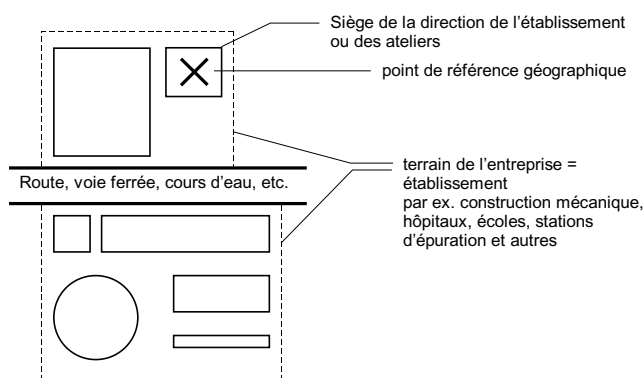 Siège de la direction de l'établissement
ou des ateliers
point de référence géographique
terrain de l'entreprise =
établissement
par ex. construction mécanique,
hôpitaux, écoles, stations
d'épuration et autres
Route, voie ferrée, cours d'eau, etc.